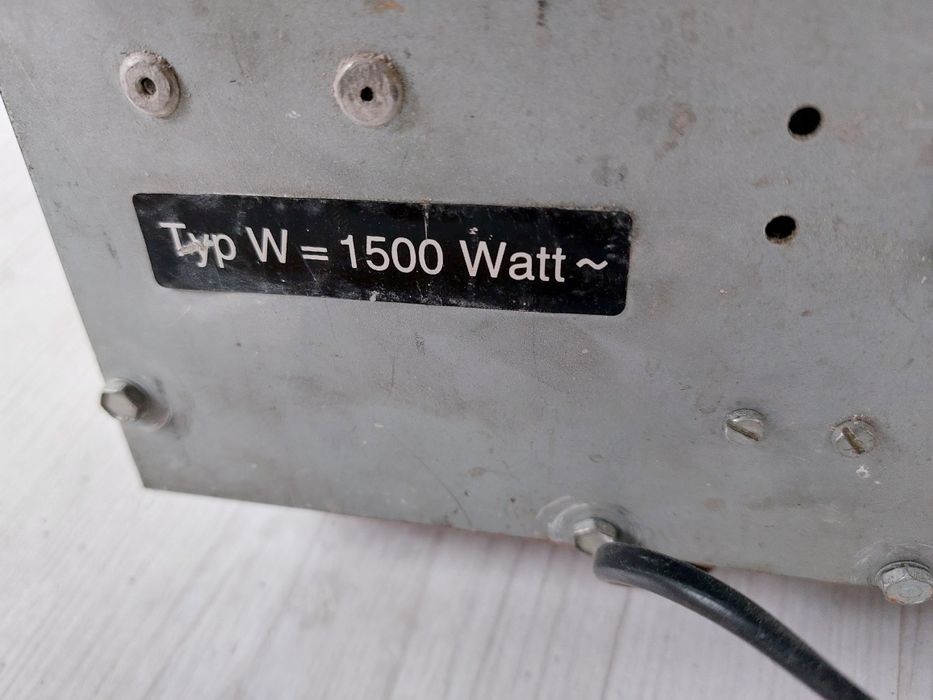 Typ W = 1500 Watt ~